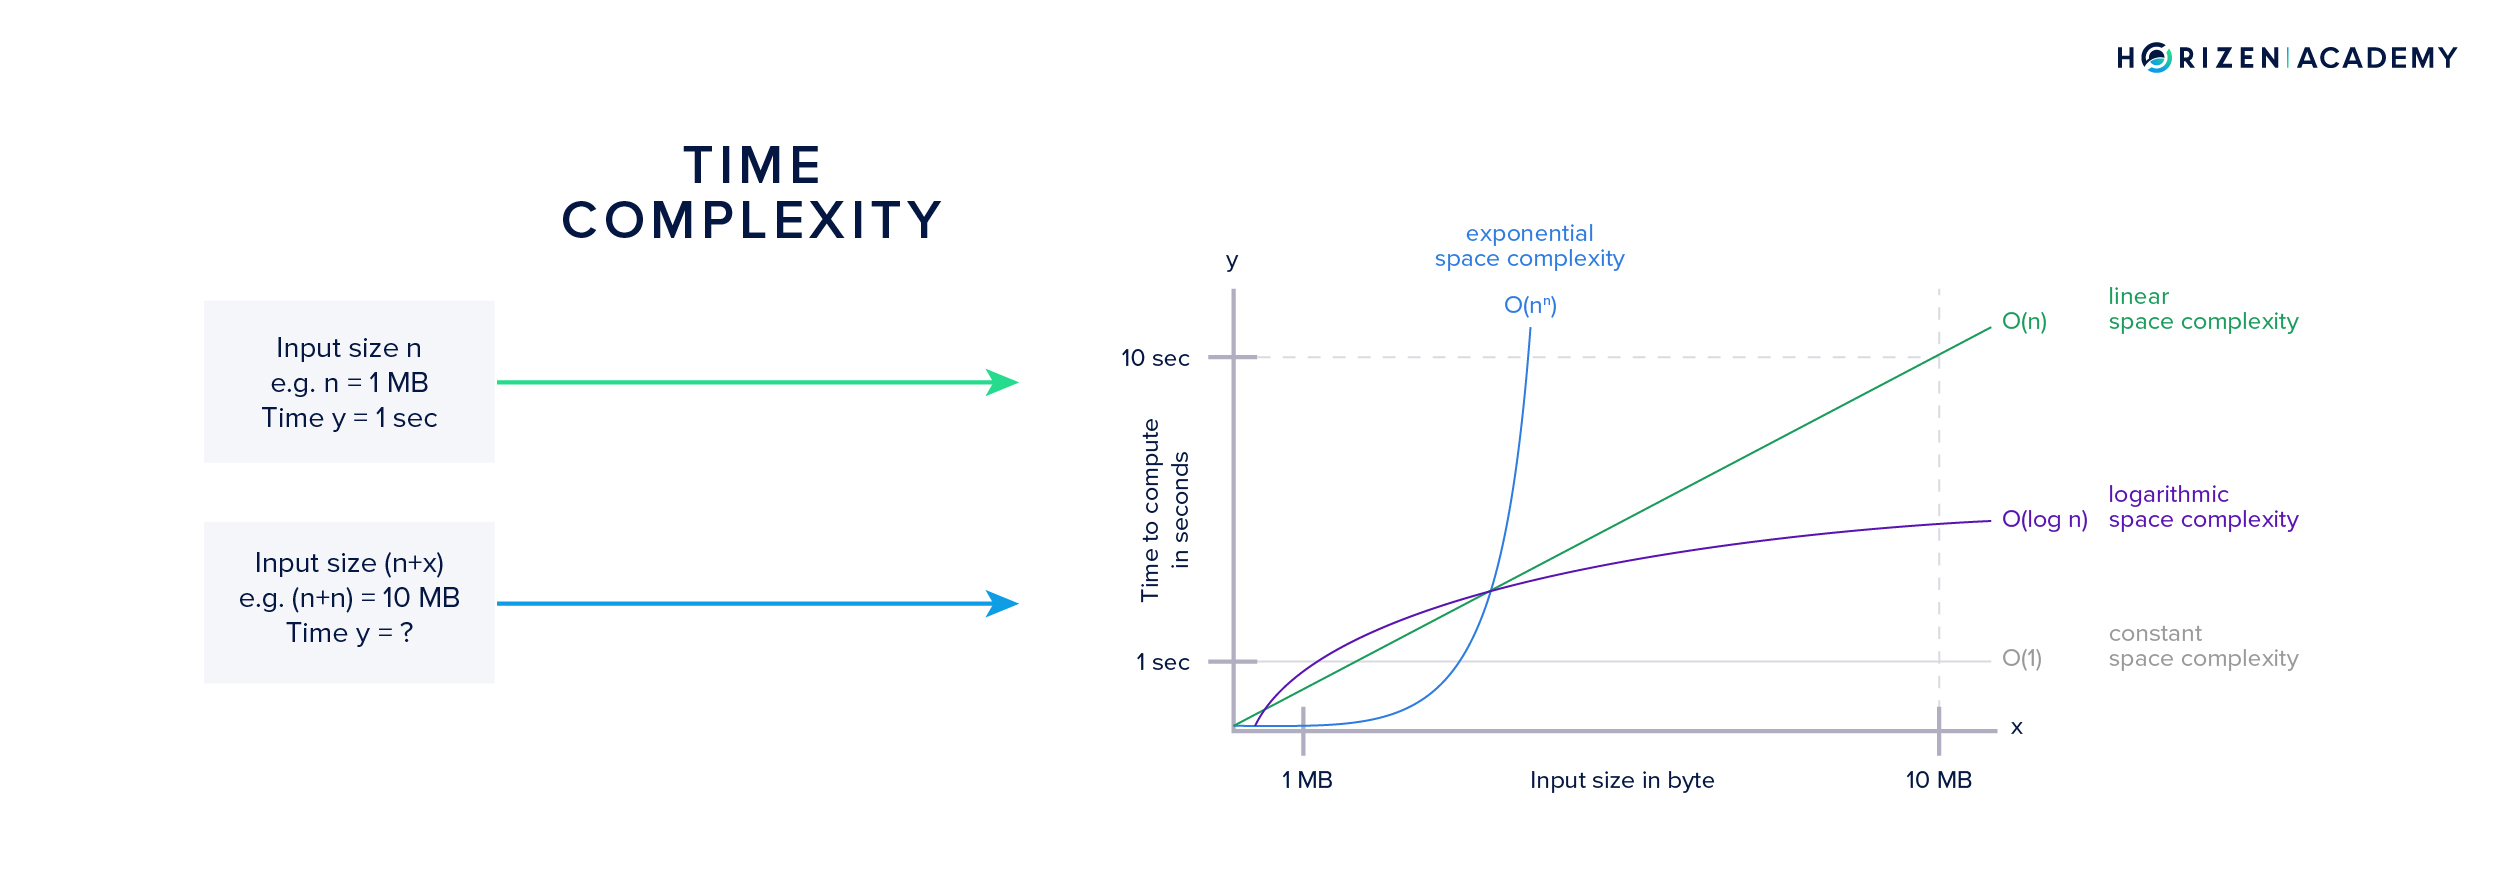 HORIZEN | ACADEMY
TIME
COMPLEXITY
Input size n
e.g. n = 1 MB
Time y = 1 sec
Input size (n+x)
e.g. (n+n) = 10 MB
Time y = ?
exponential
space complexity
O(nⁿ)
y
10 sec
1 sec
Time to compute
in seconds
linear
O(n) space complexity
logarithmic
O(log n) space complexity
constant
O(1) space complexity
x
1 MB
Input size in byte
10 MB